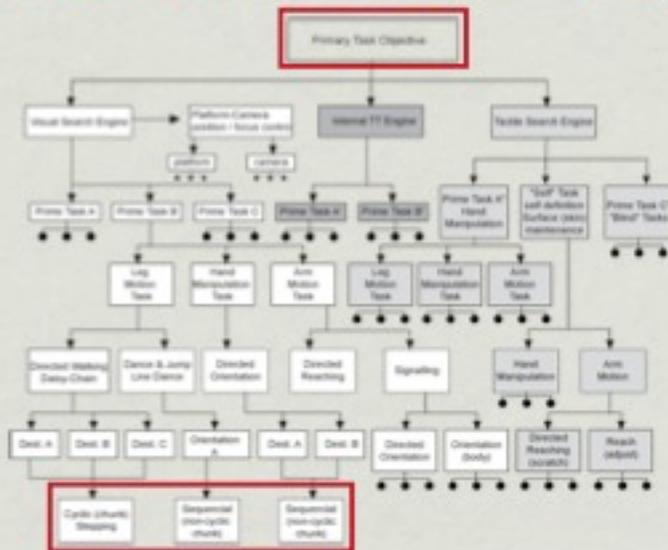 Primary Task Objective
Visual Search Engine
Platform-Camera
position / focus control
Internal TT Engine
Tactile Search Engine
platform
camera
Prime Task A
Prime Task B
Prime Task C
Prime Task A'
Prime Task B'
Prime Task A"
Hand
Manipulation
"Self" Task
self definition
Surface (skin)
maintenance
Prime Task C"
"Blind" Tasks
Leg
Motion
Task
Hand
Manipulation
Task
Arm
Motion
Task
Leg
Motion
Task
Hand
Manipulation
Task
Arm
Motion
Task
Directed Walking
Daisy-Chain
Dance & Jump
Line Dance
Directed
Orientation
Directed
Reaching
Signalling
Hand
Manipulation
Arm
Motion
Dest. A
Dest. B
Dest. C
Orientation
A
Dest. A
Dest. B
Directed
Orientation
Orientation
(body)
Directed
Reaching
(scratch)
Reach
(adjust)
Cyclic (chunk)
Stepping
Sequencial
(non-cyclic
chunk)
Sequencial
(non-cyclic
chunk)